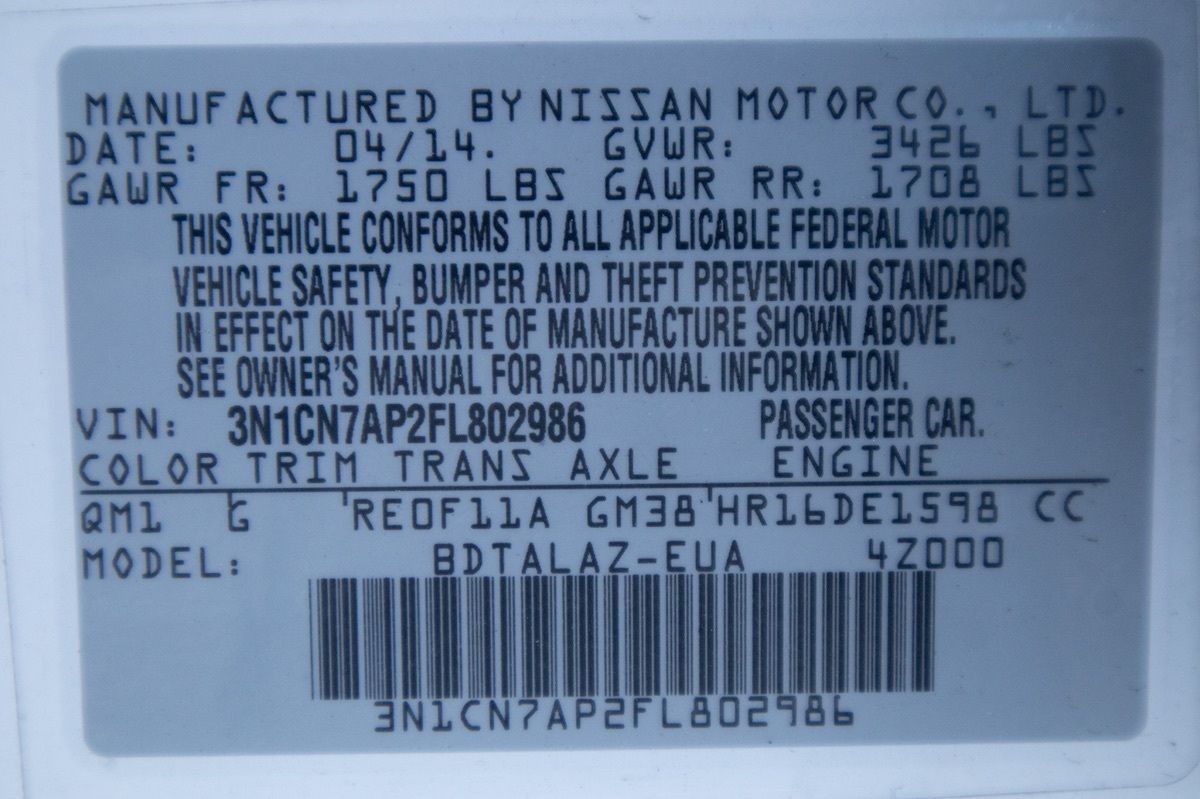 MANUFACTURED BY NISSAN MOTOR CO., LTD.
DATE: 04/14. GVWR: 3426 LBS
GAWR FR: 1750 LBS GAWR RR: 1708 LBS
THIS VEHICLE CONFORMS TO ALL APPLICABLE FEDERAL MOTOR
VEHICLE SAFETY, BUMPER AND THEFT PREVENTION STANDARDS
IN EFFECT ON THE DATE OF MANUFACTURE SHOWN ABOVE.
SEE OWNER'S MANUAL FOR ADDITIONAL INFORMATION.
VIN: 3N1CN7AP2FL802986 PASSENGER CAR.
COLOR TRIM TRANS AXLE ENGINE
QM1 G RE0F11A GM38 HR16DE1598 CC
MODEL: BDTALAZ-EUA 4Z000
3N1CN7AP2FL802986